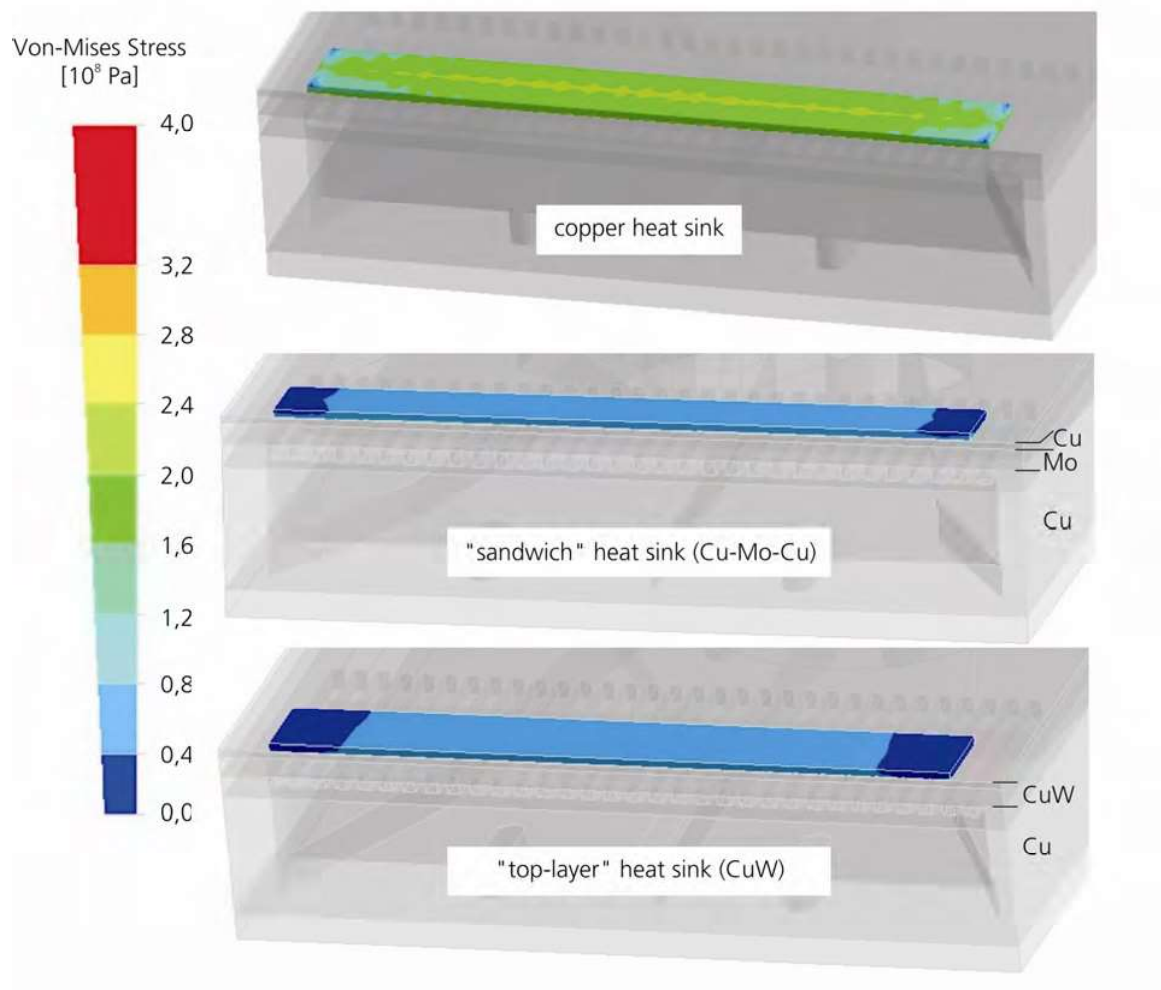 Von-Mises Stress
[10⁸ Pa]
4,0
3,2
2,8
2,4
2,0
1,6
1,2
0,8
0,4
0,0
copper heat sink
Cu
Mo
Cu
"sandwich" heat sink (Cu-Mo-Cu)
CuW
Cu
"top-layer" heat sink (CuW)